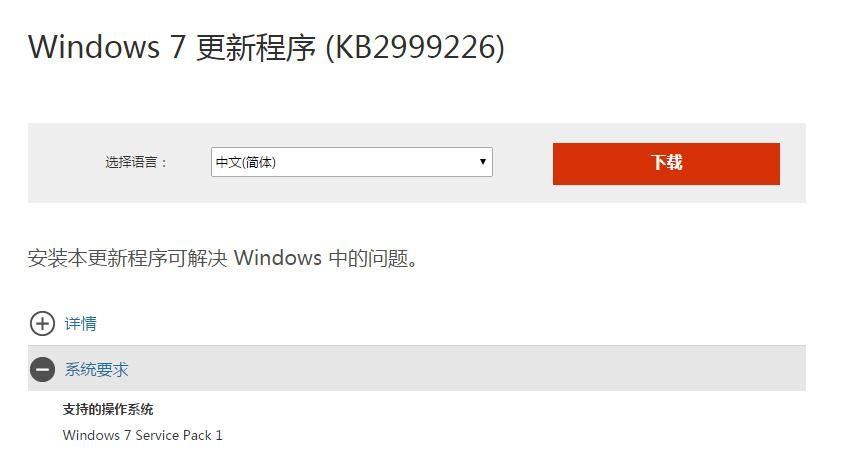 Windows 7 更新程序 (KB2999226)
选择语言：
中文(简体)
下载
安装本更新程序可解决 Windows 中的问题。
详情
系统要求
支持的操作系统
Windows 7 Service Pack 1